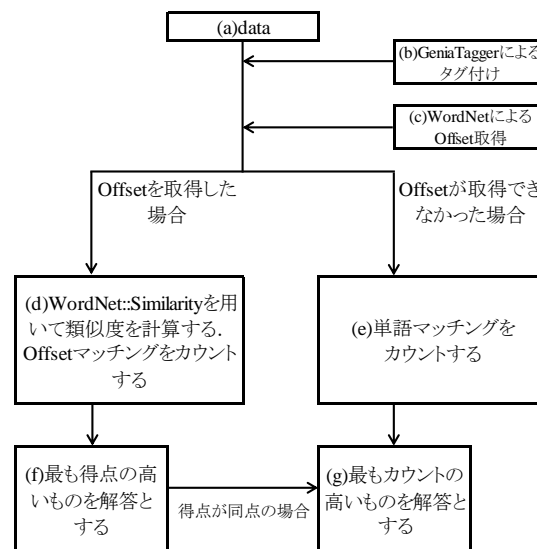 (a)data
(b)GeniaTaggerによる
タグ付け
(c)WordNetによる
Offset取得
Offsetを取得した
場合
Offsetが取得でき
なかった場合
(d)WordNet::Similarityを用
いて類似度を計算する.
Offsetマッチングをカウント
する
(e)単語マッチングを
カウントする
(f)最も得点の高
いものを解答と
する
得点が同点の場合
(g)最もカウントの
高いものを解答と
する